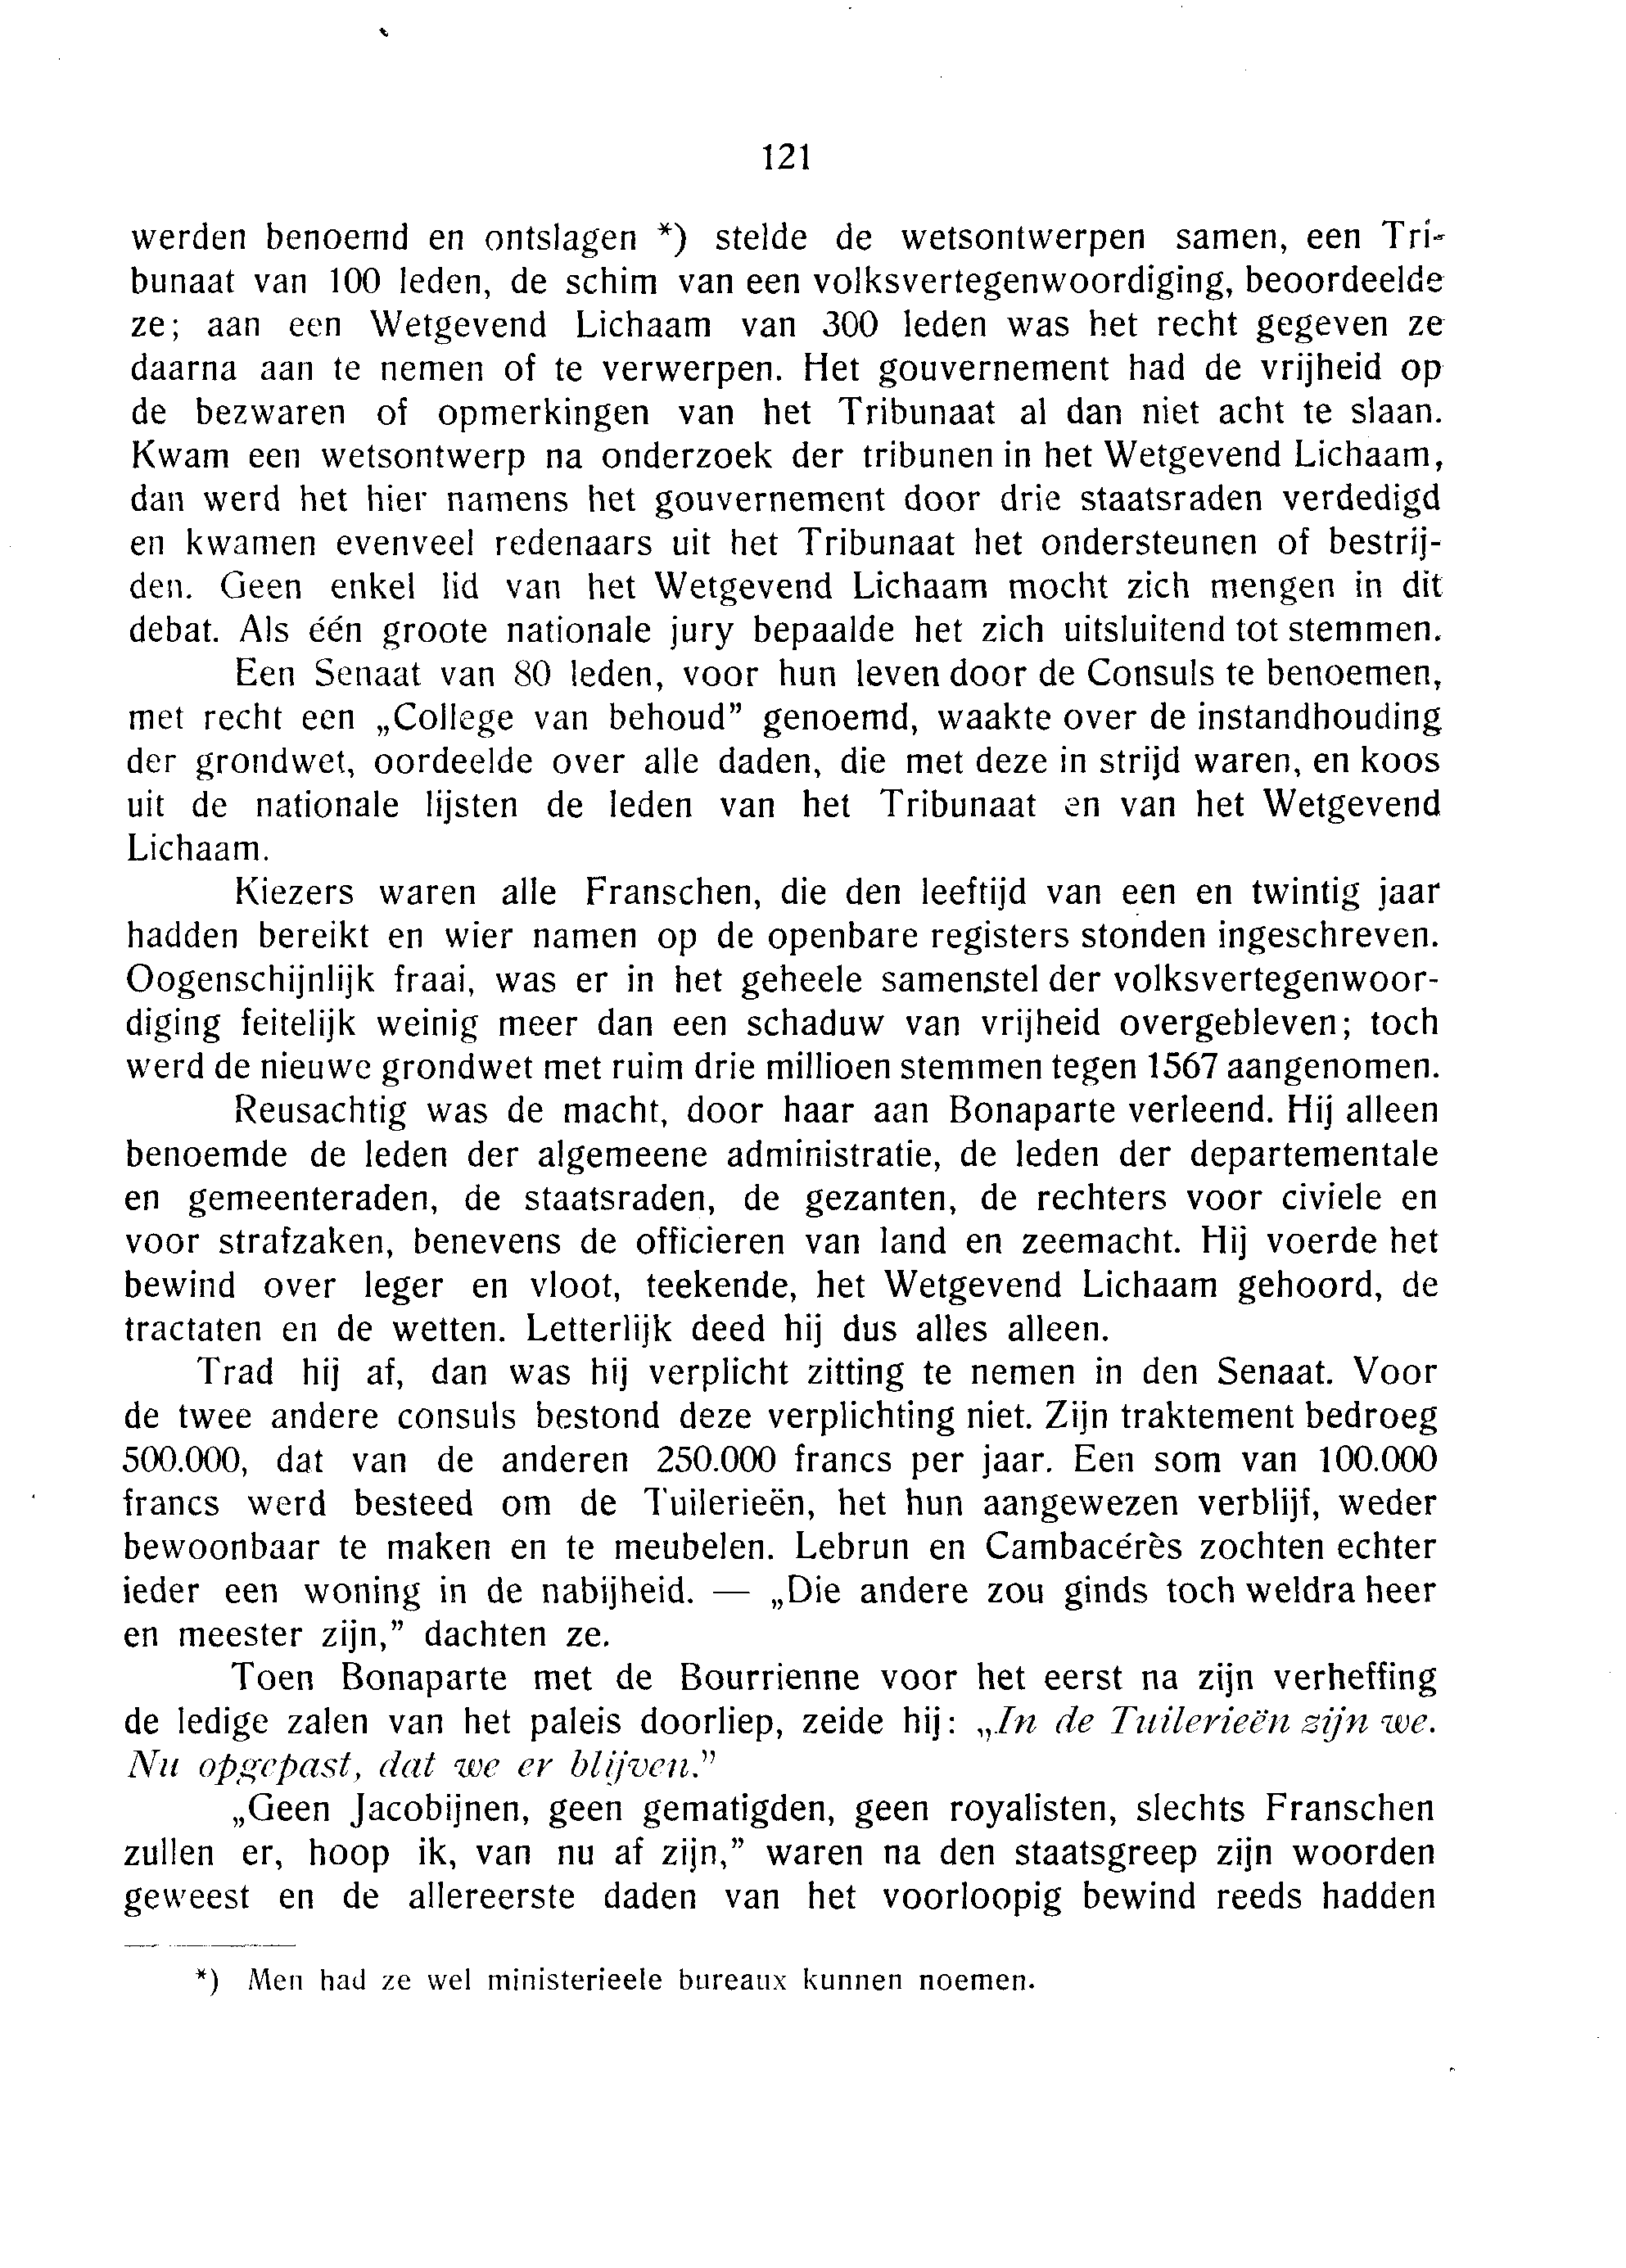 121
werden benoemd en ontslagen *) stelde de wetsontwerpen samen, een Tri-
bunaat van 100 leden, de schim van een volksvertegenwoordiging, beoordeelde
ze; aan een Wetgevend Lichaam van 300 leden was het recht gegeven ze
daarna aan te nemen of te verwerpen. Het gouvernement had de vrijheid op
de bezwaren of opmerkingen van het Tribunaat al dan niet acht te slaan.
Kwam een wetsontwerp na onderzoek der tribunen in het Wetgevend Lichaam,
dan werd het hier namens het gouvernement door drie staatsraden verdedigd
en kwamen evenveel redenaars uit het Tribunaat het ondersteunen of bestrij-
den. Geen enkel lid van het Wetgevend Lichaam mocht zich mengen in dit
debat. Als één groote nationale jury bepaalde het zich uitsluitend tot stemmen.
Een Senaat van 80 leden, voor hun leven door de Consuls te benoemen,
met recht een „College van behoud” genoemd, waakte over de instandhouding
der grondwet, oordeelde over alle daden, die met deze in strijd waren, en koos
uit de nationale lijsten de leden van het Tribunaat en van het Wetgevend
Lichaam.
Kiezers waren alle Franschen, die den leeftijd van een en twintig jaar
hadden bereikt en wier namen op de openbare registers stonden ingeschreven.
Oogenschijnlijk fraai, was er in het geheele samenstel der volksvertegenwoor-
diging feitelijk weinig meer dan een schaduw van vrijheid overgebleven; toch
werd de nieuwe grondwet met ruim drie millioen stemmen tegen 1567 aangenomen.
Reusachtig was de macht, door haar aan Bonaparte verleend. Hij alleen
benoemde de leden der algemeene administratie, de leden der departementale
en gemeenteraden, de staatsraden, de gezanten, de rechters voor civiele en
voor strafzaken, benevens de officieren van land en zeemacht. Hij voerde het
bewind over leger en vloot, teekende, het Wetgevend Lichaam gehoord, de
tractaten en de wetten. Letterlijk deed hij dus alles alleen.
Trad hij af, dan was hij verplicht zitting te nemen in den Senaat. Voor
de twee andere consuls bestond deze verplichting niet. Zijn traktement bedroeg
500.000, dat van de anderen 250.000 francs per jaar. Een som van 100.000
francs werd besteed om de Tuilerieën, het hun aangewezen verblijf, weder
bewoonbaar te maken en te meubelen. Lebrun en Cambacérès zochten echter
ieder een woning in de nabijheid. — „Die andere zou ginds toch weldra heer
en meester zijn,” dachten ze.
Toen Bonaparte met de Bourrienne voor het eerst na zijn verheffing
de ledige zalen van het paleis doorliep, zeide hij: „In de Tuilerieën zijn we.
Nu opgepast, dat we er blijven.”
„Geen Jacobijnen, geen gematigden, geen royalisten, slechts Franschen
zullen er, hoop ik, van nu af zijn,” waren na den staatsgreep zijn woorden
geweest en de allereerste daden van het voorloopig bewind reeds hadden
*) Men had ze wel ministerieele bureaux kunnen noemen.